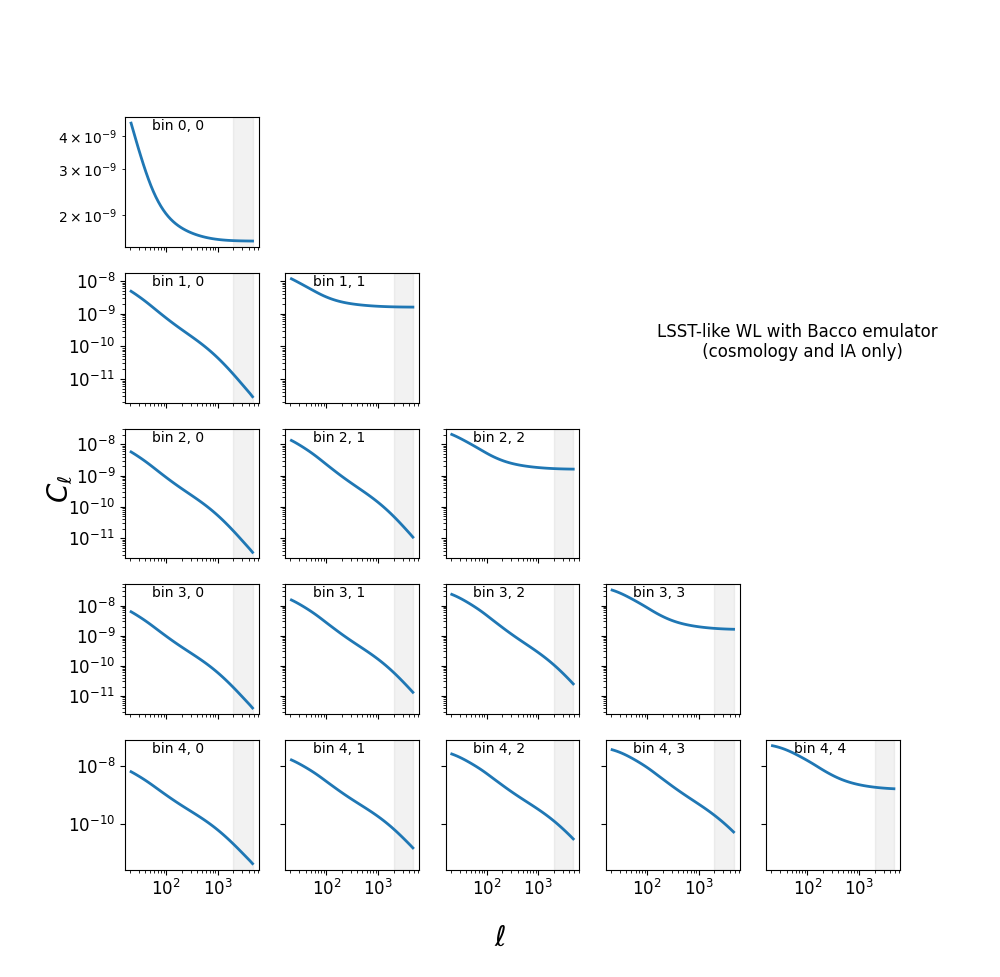 bin 0, 0
4 × 10⁻⁹
3 × 10⁻⁹
2 × 10⁻⁹
bin 1, 0
bin 1, 1
10⁻⁸
10⁻⁹
10⁻¹⁰
10⁻¹¹
LSST-like WL with Bacco emulator
(cosmology and IA only)
bin 2, 0
bin 2, 1
bin 2, 2
10⁻⁸
10⁻⁹
10⁻¹⁰
10⁻¹¹
Cℓ
bin 3, 0
bin 3, 1
bin 3, 2
bin 3, 3
10⁻⁸
10⁻⁹
10⁻¹⁰
10⁻¹¹
bin 4, 0
bin 4, 1
bin 4, 2
bin 4, 3
bin 4, 4
10⁻⁸
10⁻¹⁰
10² 10³
10² 10³
10² 10³
10² 10³
10² 10³
ℓ